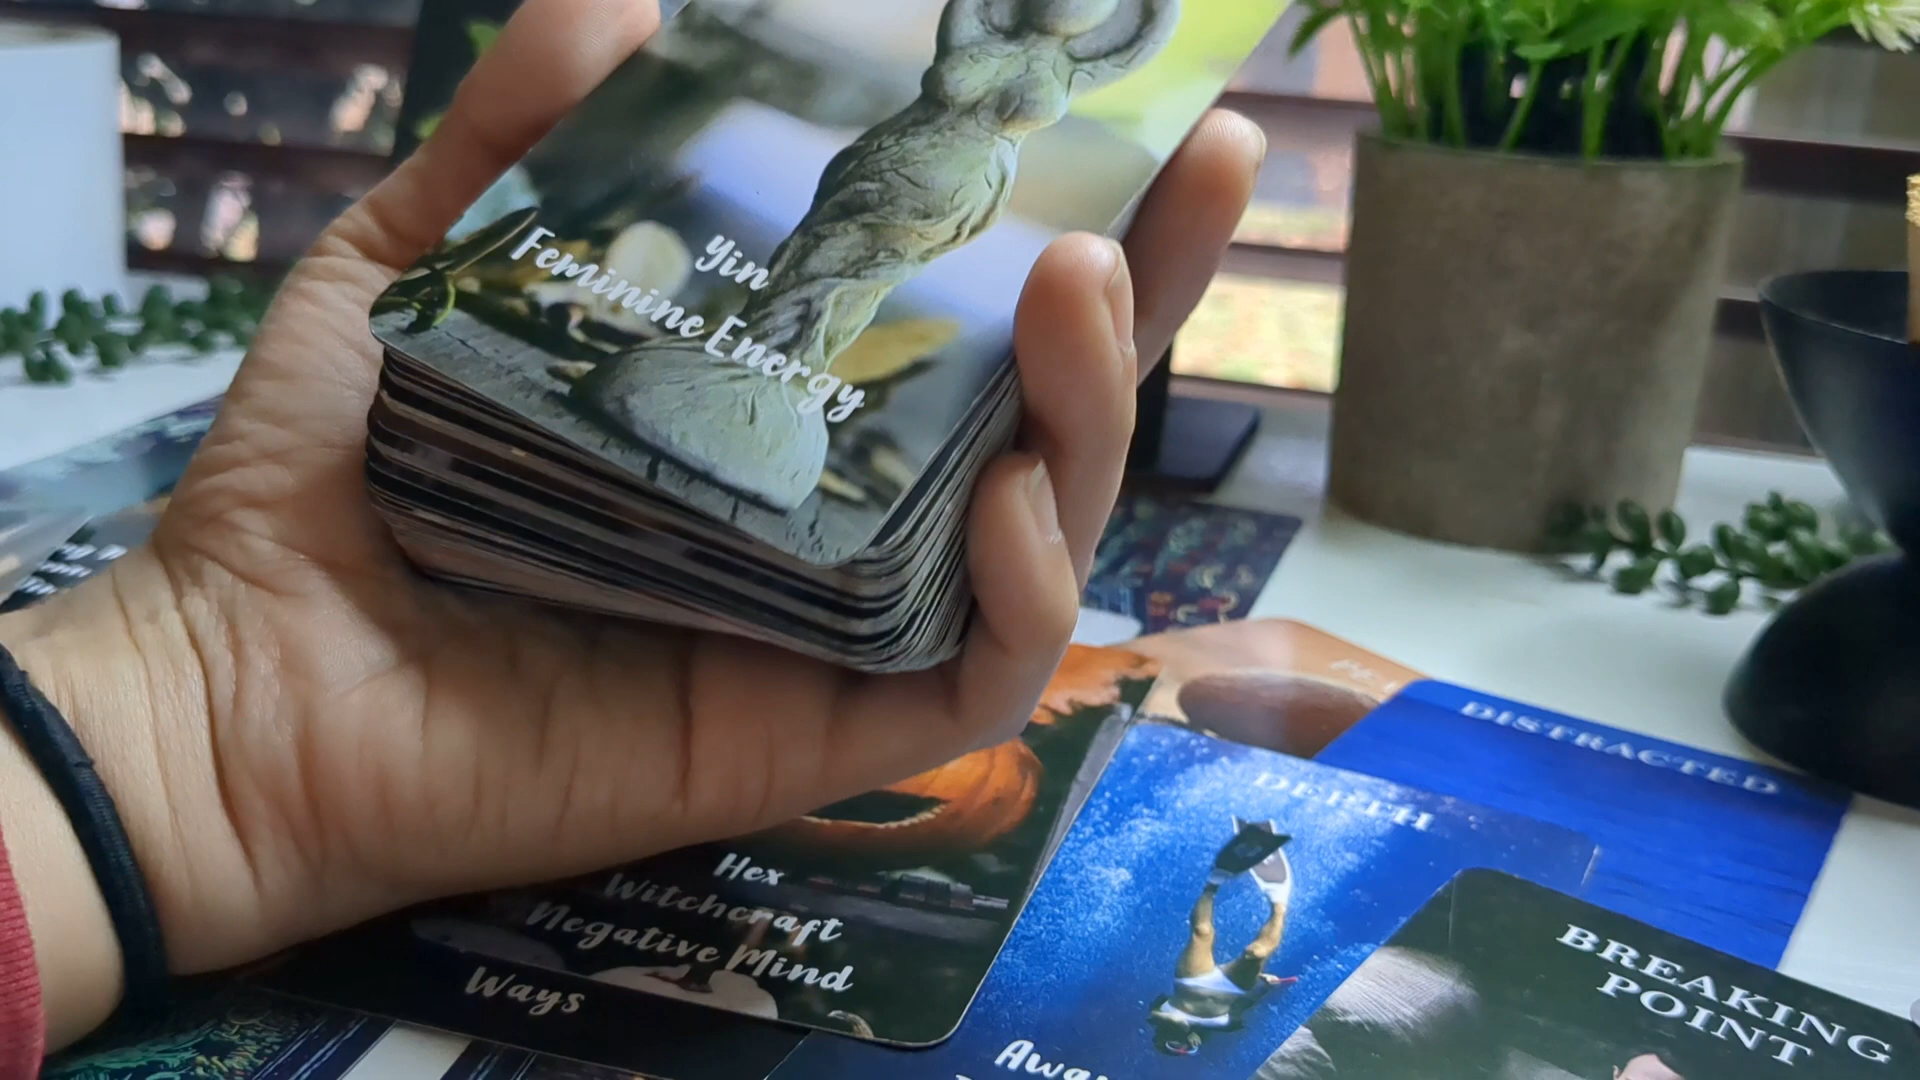 Yin
Feminine Energy
DISTRACTED
DEPTH
BREAKING
POINT
Hex
Witchcraft
Negative Mind
Ways